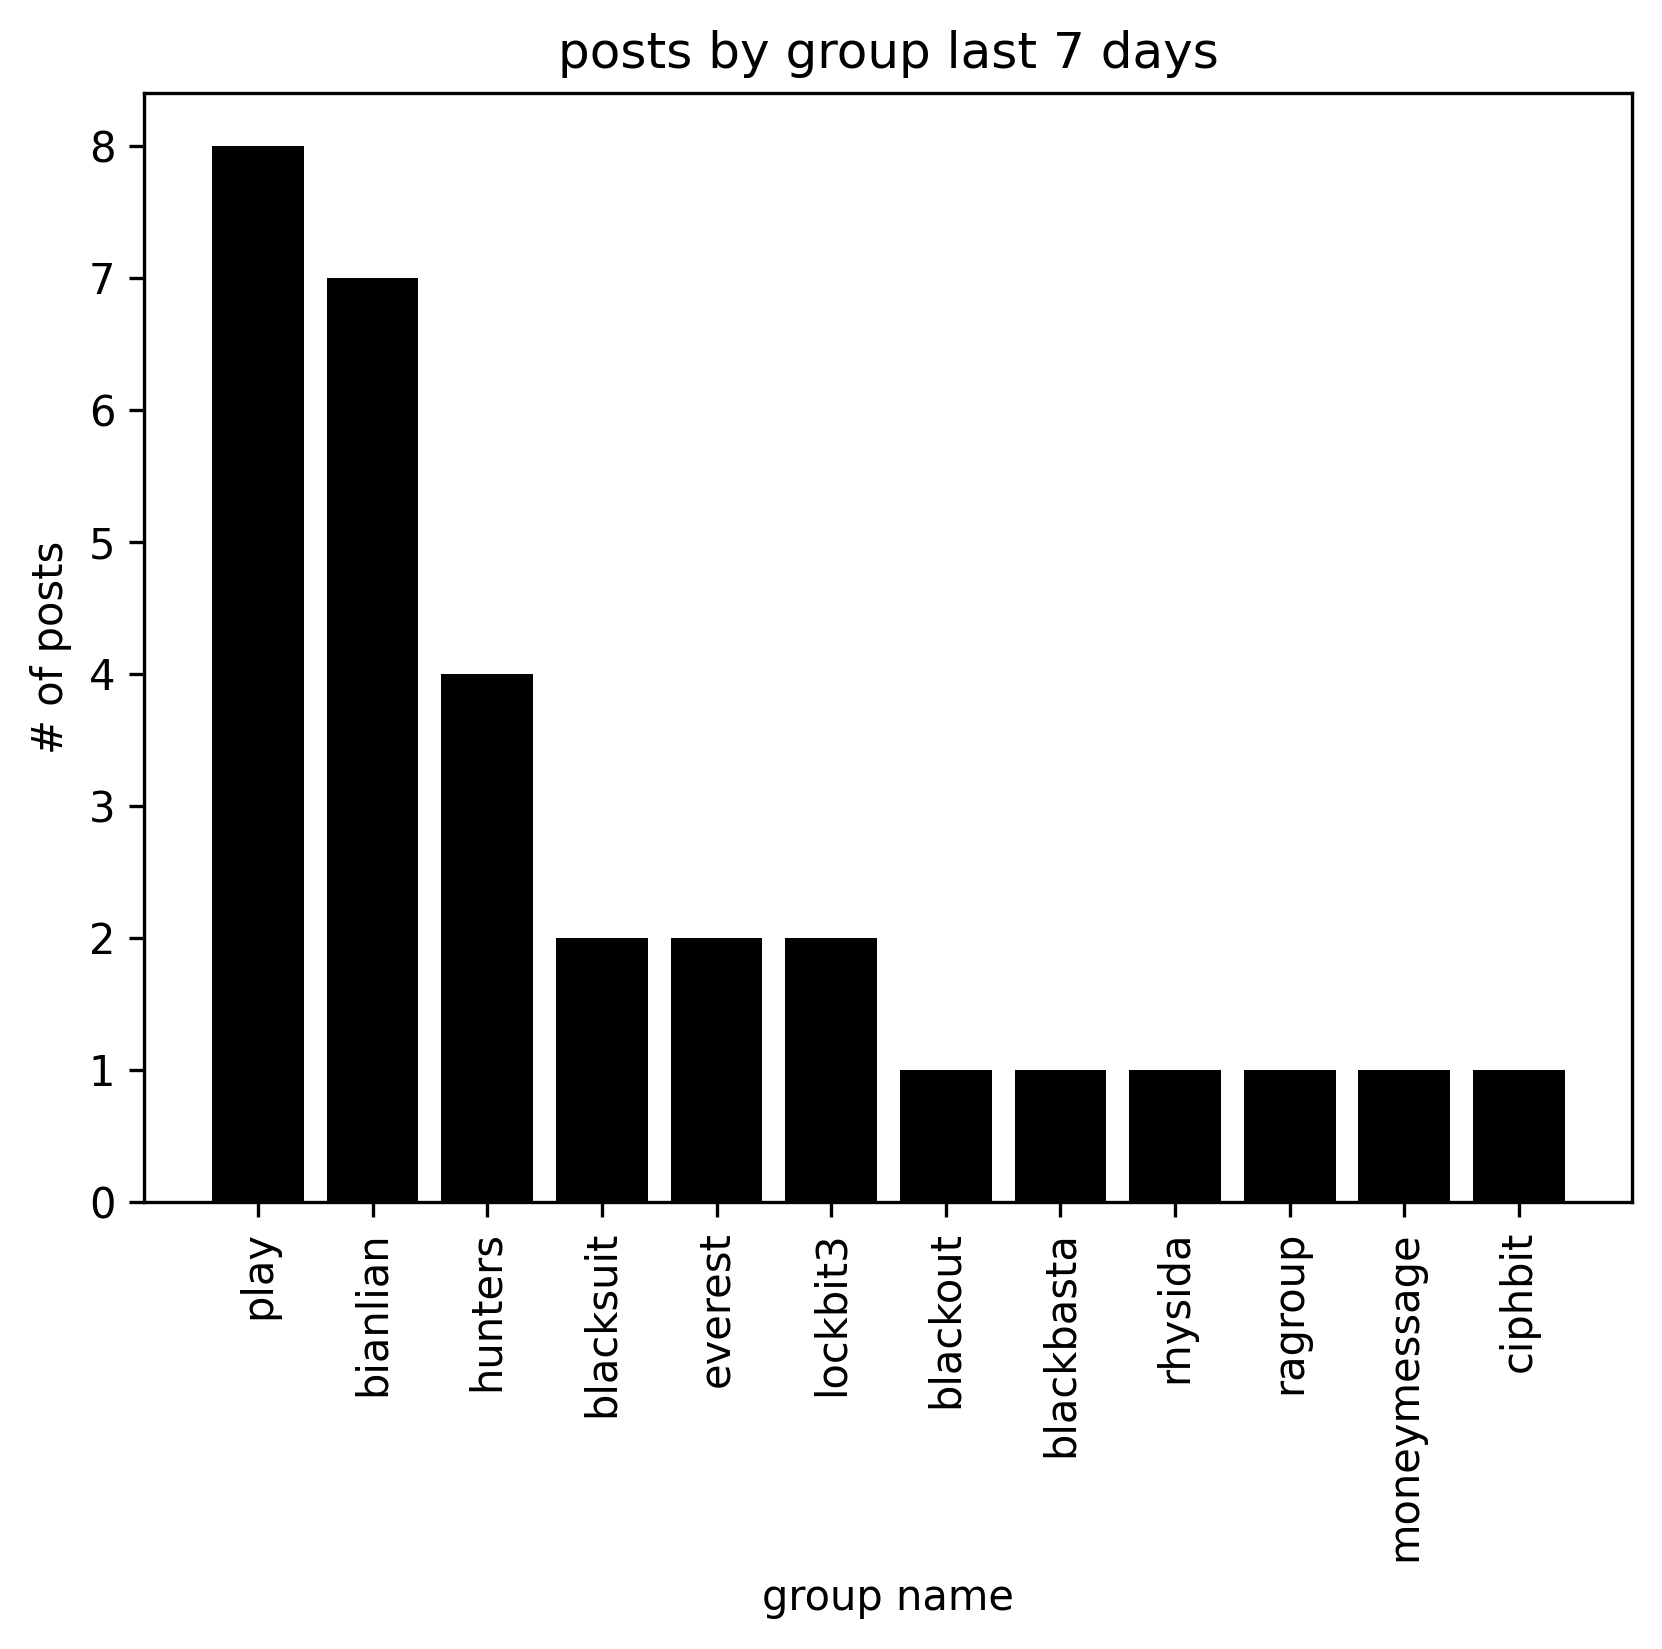 posts by group last 7 days
8
7
6
5
4
3
2
1
0
# of posts
play
bianlian
hunters
blacksuit
everest
lockbit3
blackout
blackbasta
rhysida
ragroup
moneymessage
ciphbit
group name